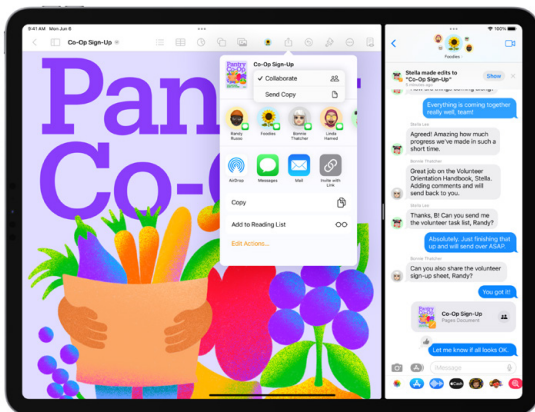 9:41 AM Mon Jun 6
100%
Co-Op Sign-Up
Pantry
Co-Op
Co-Op Sign-Up
Collaborate
Send Copy
Randy
Russo
Foodies
Bonnie
Thatcher
Linda
Hamed
AirDrop
Messages
Mail
Invite with
Link
Copy
Add to Reading List
Edit Actions...
Foodies
Stella made edits to
"Co-Op Sign-Up"
Show
Everything is coming together
really well, team!
Stella Lee
Agreed! Amazing how much
progress we've made in such a
short time.
Bonnie Thatcher
Great job on the Volunteer
Orientation Handbook, Stella.
Adding comments and will
send back to you.
Stella Lee
Thanks, B! Can you send me
the volunteer task list, Randy?
Absolutely. Just finishing that
up and will send over ASAP.
Bonnie Thatcher
Can you also share the volunteer
sign-up sheet, Randy?
You got it!
Co-Op Sign-Up
Pages Document
Let me know if all looks OK.
iMessage
Cash